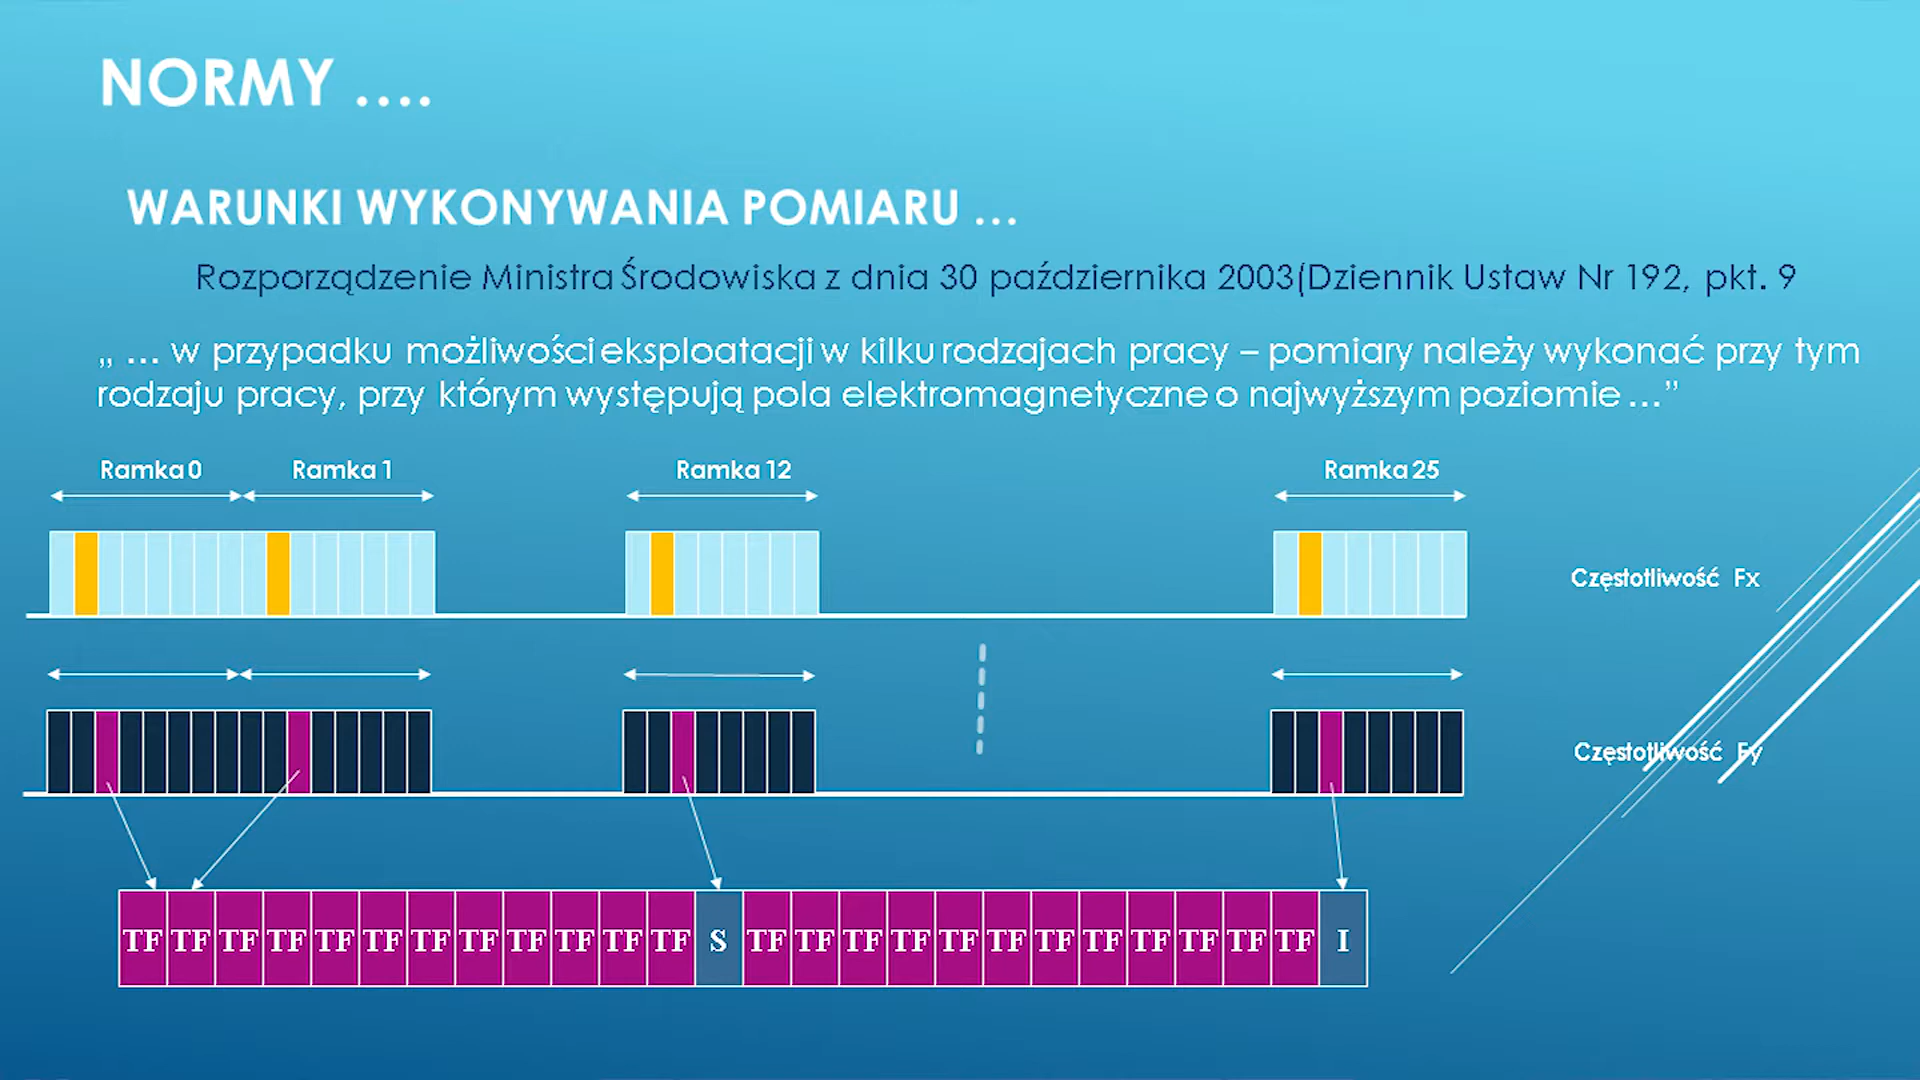 NORMY ....
WARUNKI WYKONYWANIA POMIARU ...
Rozporządzenie Ministra Środowiska z dnia 30 października 2003(Dziennik Ustaw Nr 192, pkt. 9
„ ... w przypadku możliwości eksploatacji w kilku rodzajach pracy – pomiary należy wykonać przy tym
rodzaju pracy, przy którym występują pola elektromagnetyczne o najwyższym poziomie ...”
Ramka 0 Ramka 1 Ramka 12 Ramka 25
Częstotliwość Fx
Częstotliwość Fy
TF TF TF TF TF TF TF TF TF TF TF TF S TF TF TF TF TF TF TF TF TF TF TF TF I